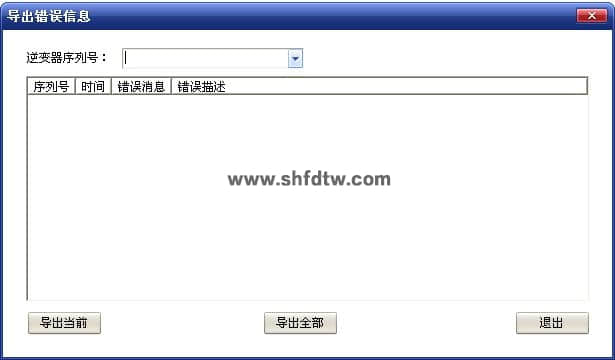 导出错误信息
逆变器序列号：
序列号 时间 错误消息 错误描述
www.shfdtw.com
导出当前 导出全部 退出